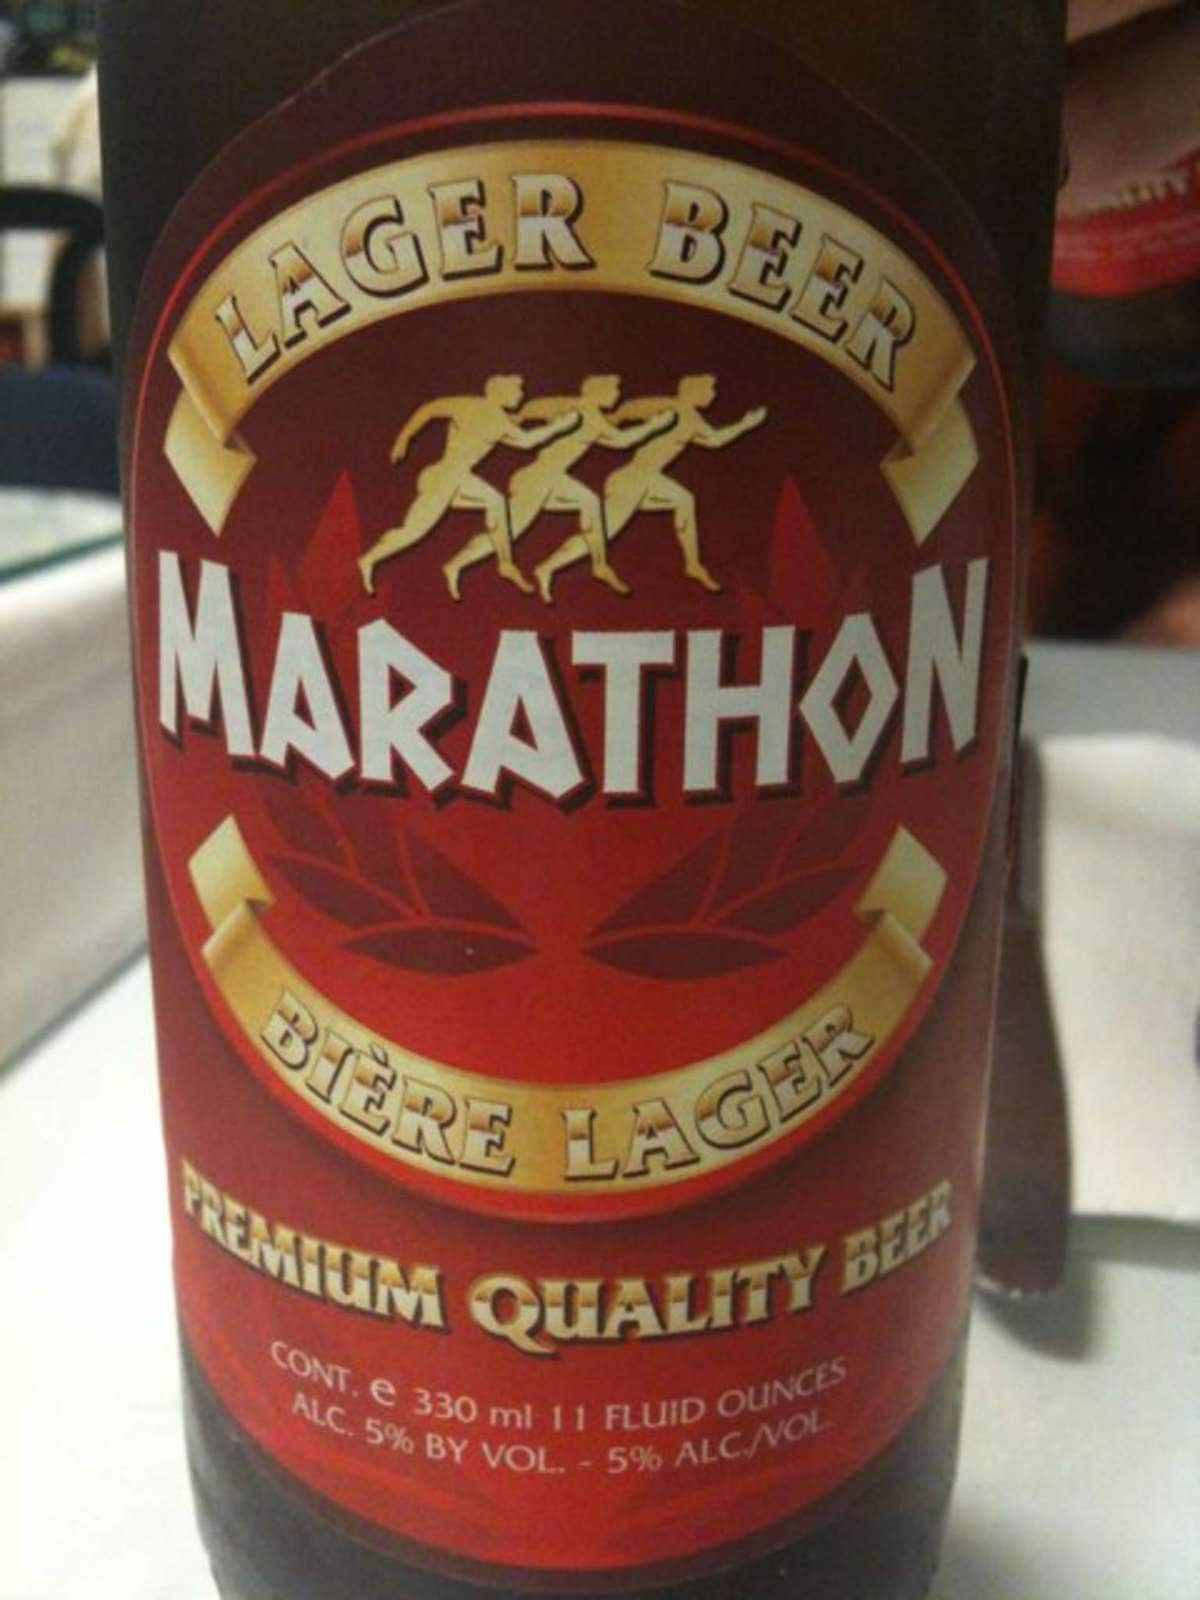 LAGER BEER
MARATHON
BIÈRE LAGER
PREMIUM QUALITY BEER
CONT. e 330 ml 11 FLUID OUNCES
ALC. 5% BY VOL. - 5% ALC./VOL.